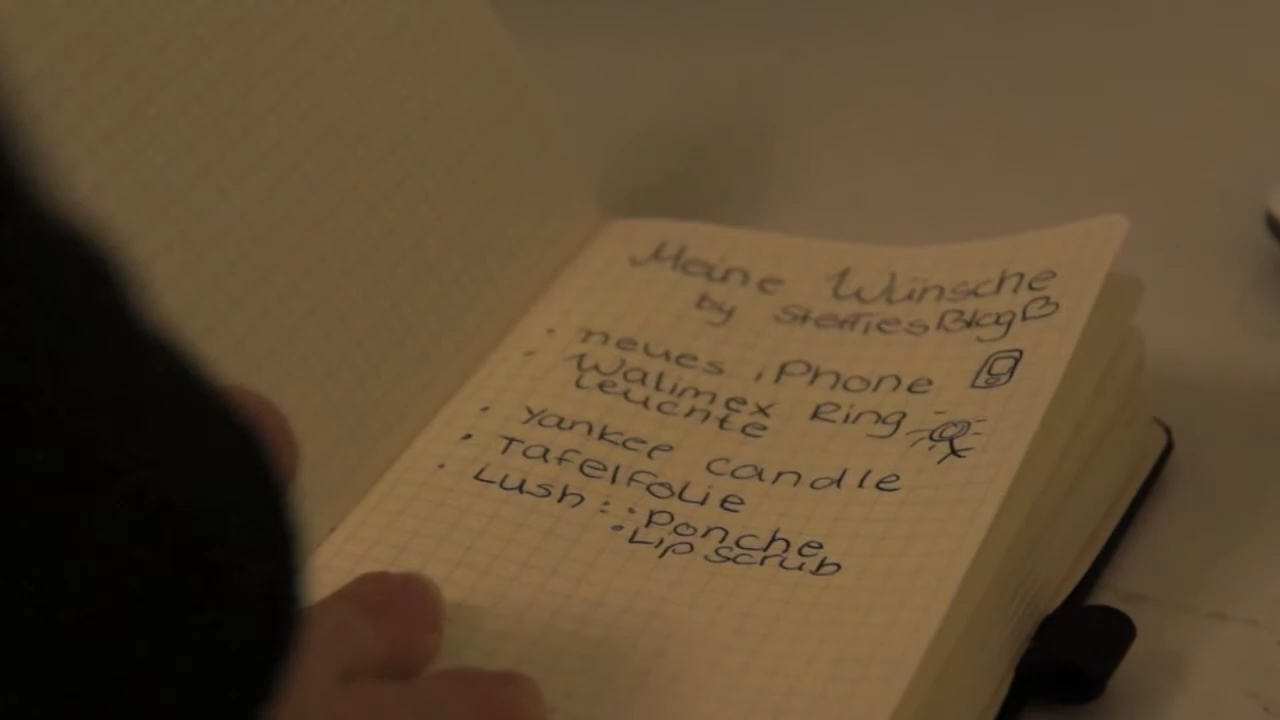 Meine Wünsche
by SteffiesBlog
• neues iPhone
• Walimex Ring
leuchte
• Yankee candle
• Tafelfolie
• Lush : • Ponche
• Lip scrub